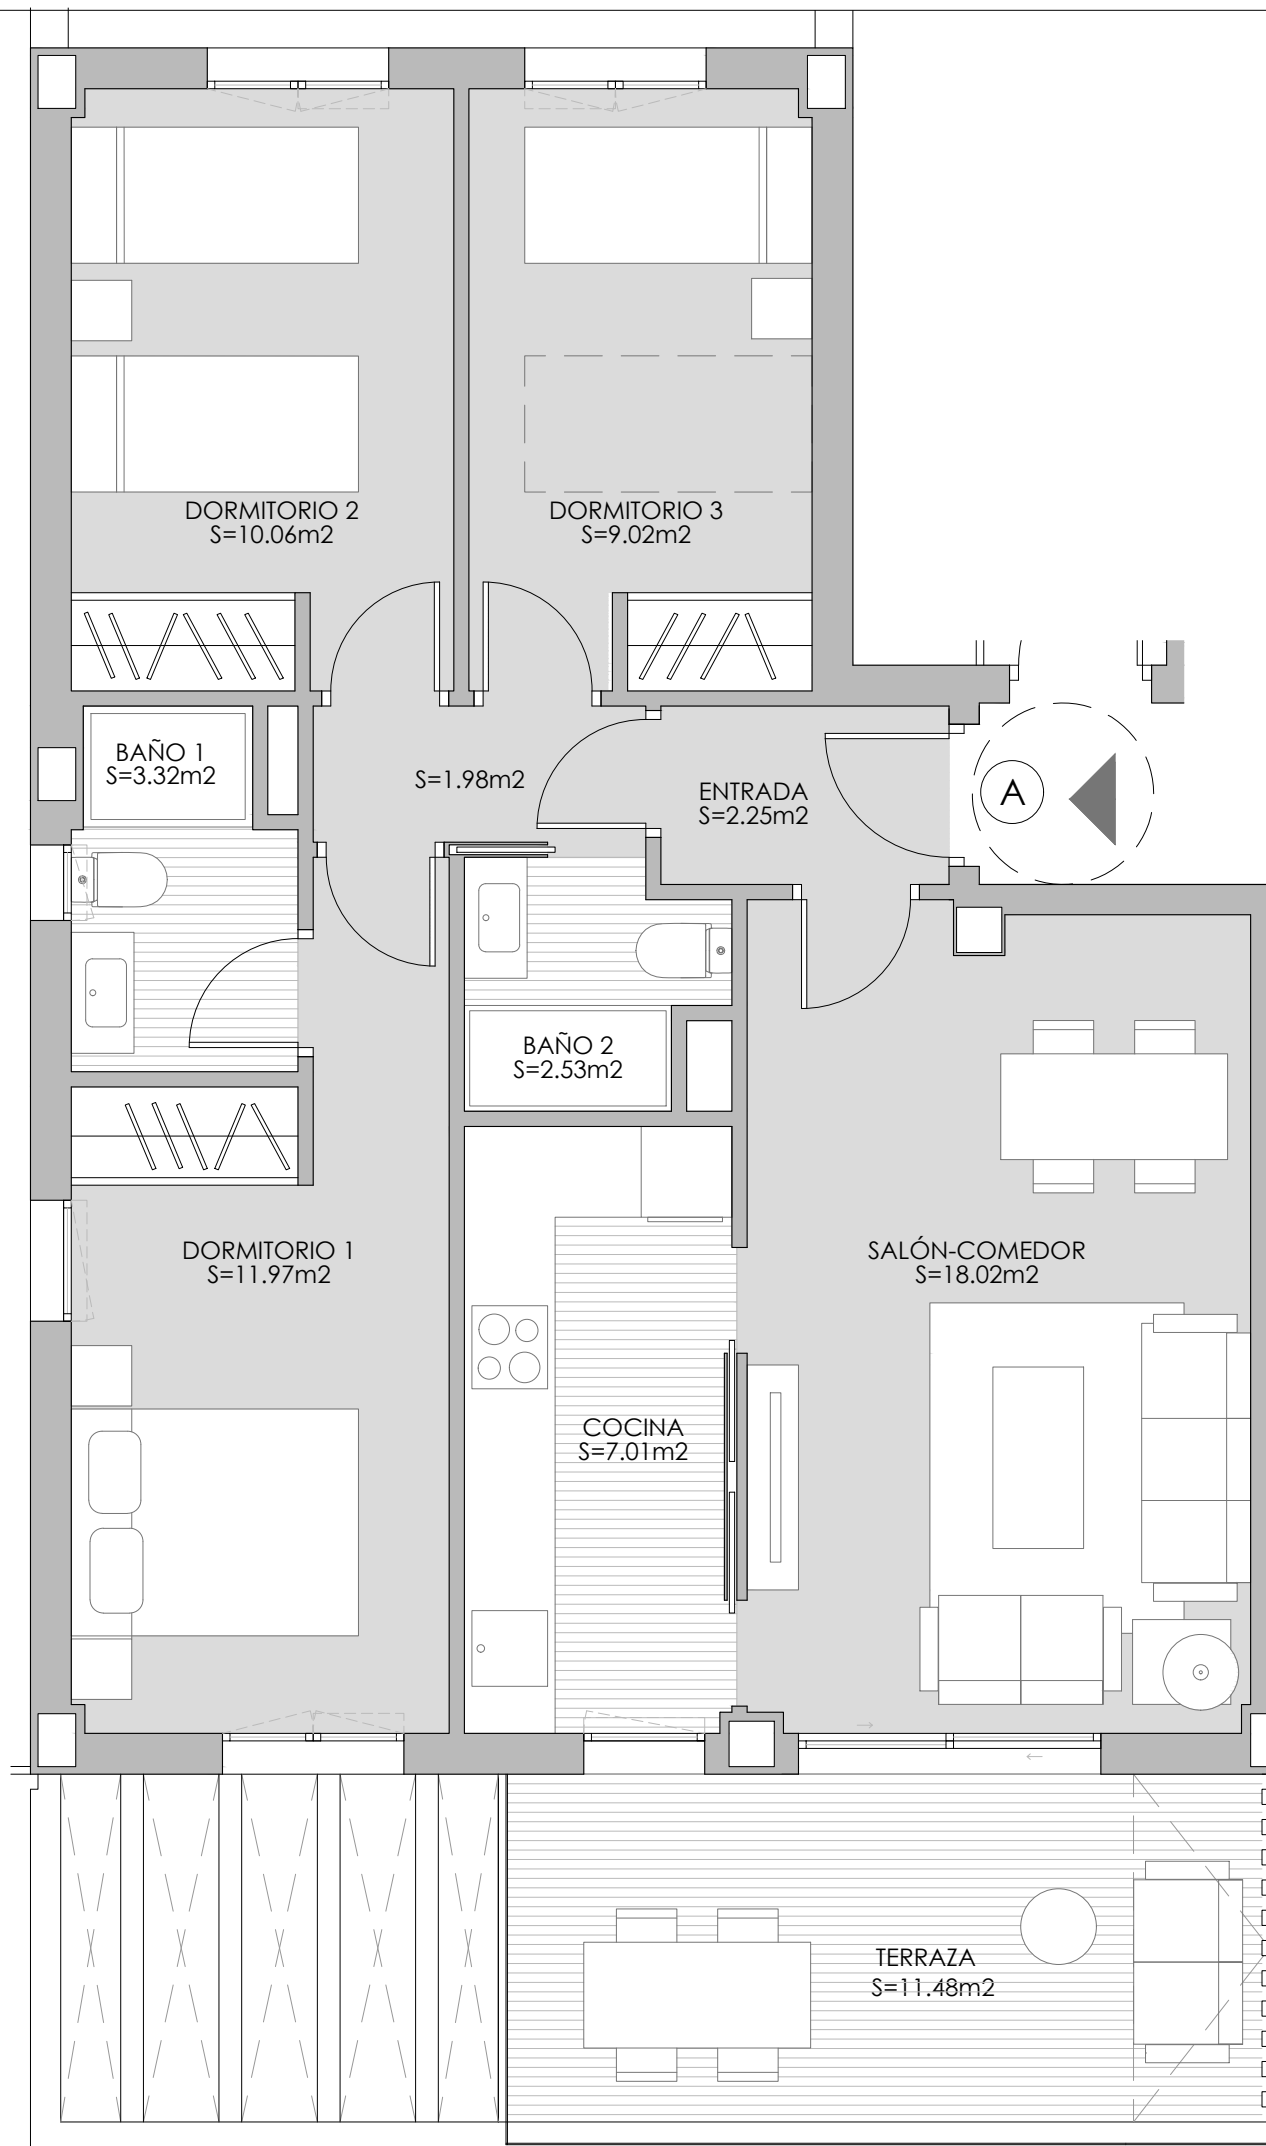 DORMITORIO 2
S=10.06m2
DORMITORIO 3
S=9.02m2
BAÑO 1
S=3.32m2
S=1.98m2
ENTRADA
S=2.25m2
A
BAÑO 2
S=2.53m2
DORMITORIO 1
S=11.97m2
SALÓN-COMEDOR
S=18.02m2
COCINA
S=7.01m2
TERRAZA
S=11.48m2